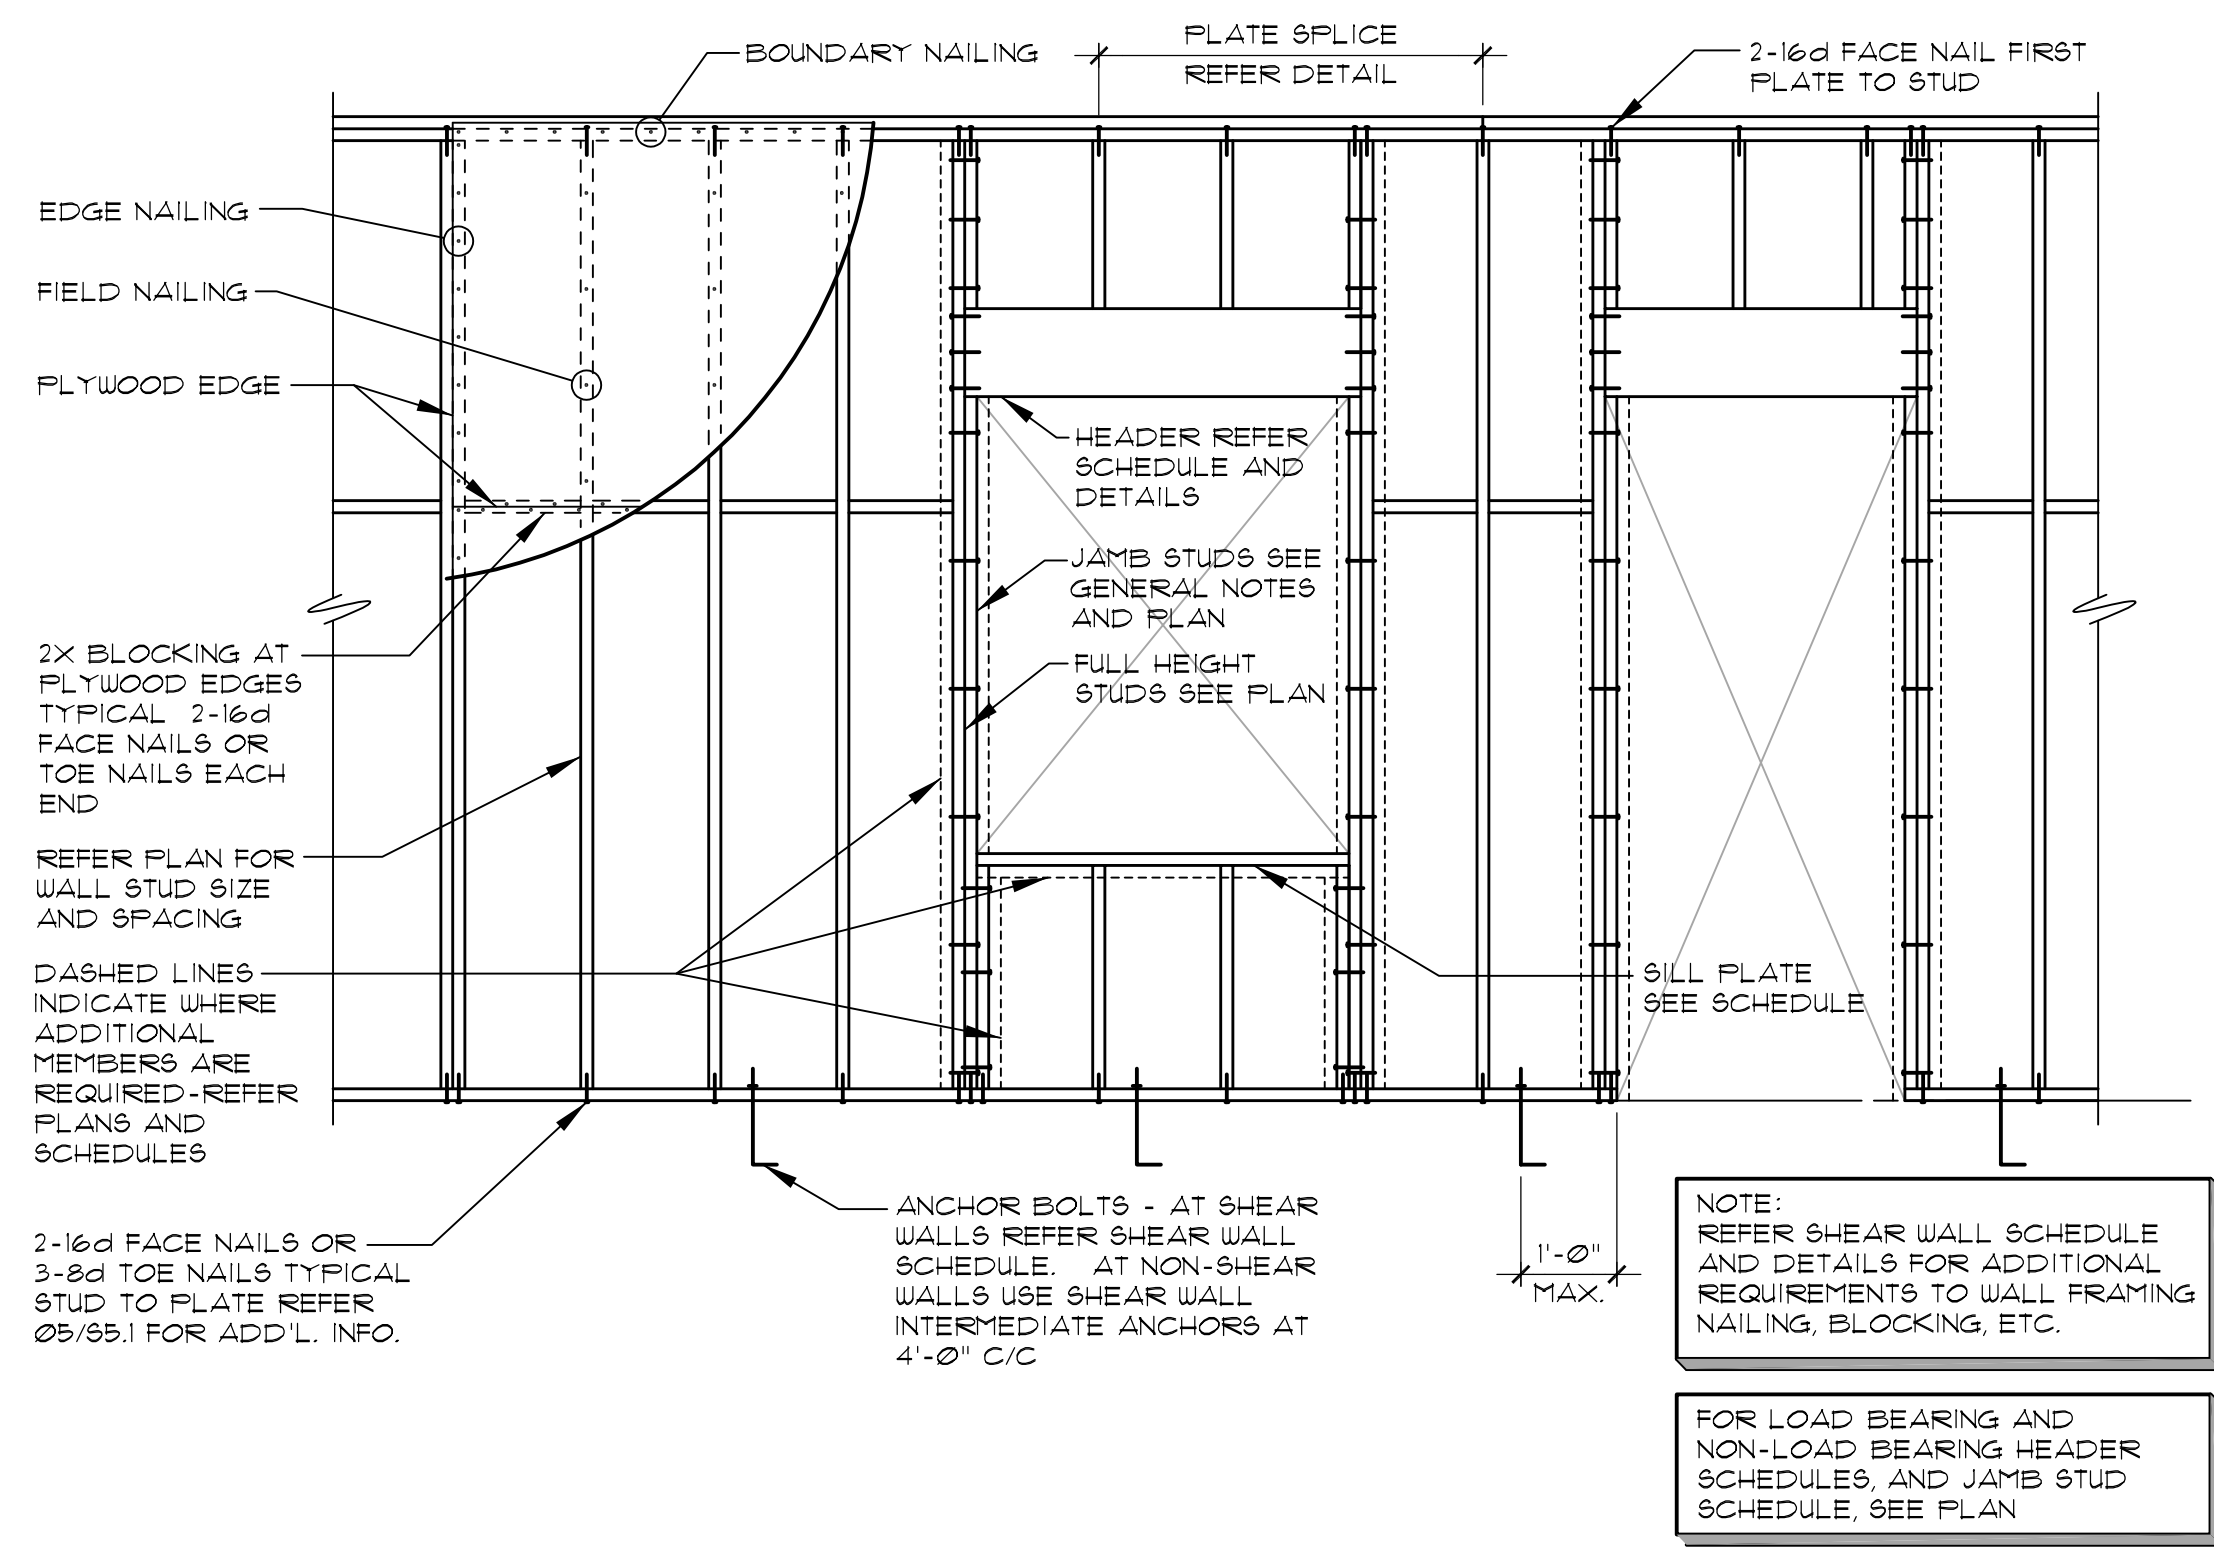 BOUNDARY NAILING
PLATE SPLICE
REFER DETAIL
2-16d FACE NAIL FIRST
PLATE TO STUD
EDGE NAILING
FIELD NAILING
PLYWOOD EDGE
HEADER REFER
SCHEDULE AND
DETAILS
JAMB STUDS SEE
GENERAL NOTES
AND PLAN
FULL HEIGHT
STUDS SEE PLAN
2X BLOCKING AT
PLYWOOD EDGES
TYPICAL 2-16d
FACE NAILS OR
TOE NAILS EACH
END
REFER PLAN FOR
WALL STUD SIZE
AND SPACING
DASHED LINES
INDICATE WHERE
ADDITIONAL
MEMBERS ARE
REQUIRED-REFER
PLANS AND
SCHEDULES
SILL PLATE
SEE SCHEDULE
2-16d FACE NAILS OR
3-8d TOE NAILS TYPICAL
STUD TO PLATE REFER
Ø5/S5.1 FOR ADD'L. INFO.
ANCHOR BOLTS - AT SHEAR
WALLS REFER SHEAR WALL
SCHEDULE. AT NON-SHEAR
WALLS USE SHEAR WALL
INTERMEDIATE ANCHORS AT
4'-Ø" C/C
1'-Ø"
MAX.
NOTE:
REFER SHEAR WALL SCHEDULE
AND DETAILS FOR ADDITIONAL
REQUIREMENTS TO WALL FRAMING
NAILING, BLOCKING, ETC.
FOR LOAD BEARING AND
NON-LOAD BEARING HEADER
SCHEDULES, AND JAMB STUD
SCHEDULE, SEE PLAN